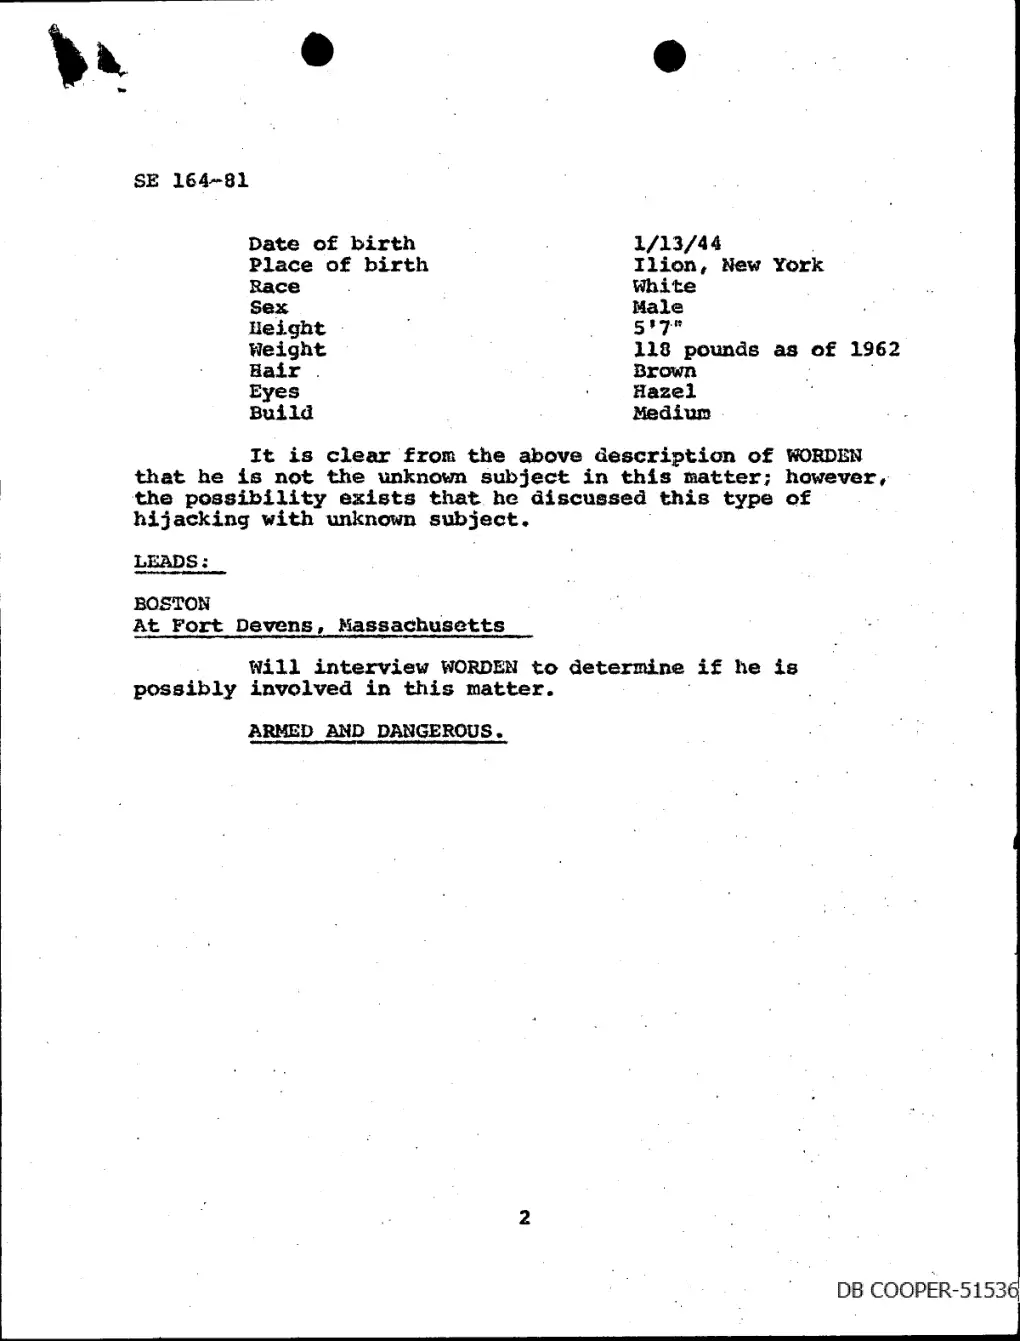 SE 164-81
Date of birth 1/13/44
Place of birth Ilion, New York
Race White
Sex Male
Height 5'7"
Weight 118 pounds as of 1962
Hair Brown
Eyes Hazel
Build Medium
It is clear from the above description of WORDEN
that he is not the unknown subject in this matter; however,
the possibility exists that he discussed this type of
hijacking with unknown subject.
LEADS:
BOSTON
At Fort Devens, Massachusetts
Will interview WORDEN to determine if he is
possibly involved in this matter.
ARMED AND DANGEROUS.
2
DB COOPER-51536